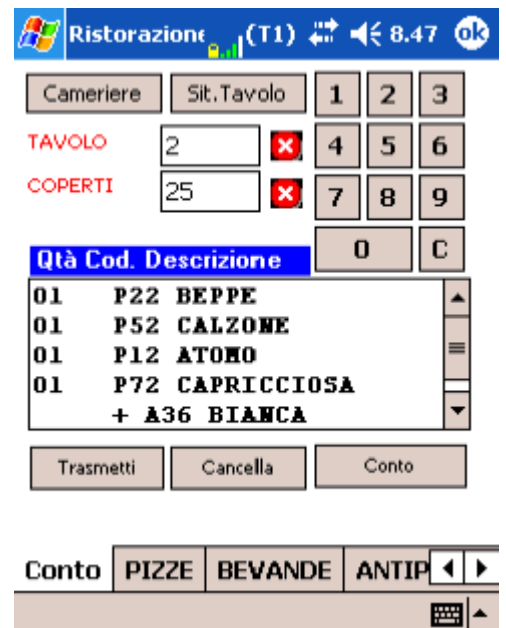 Ristorazione (T1) 8.47 ok
Cameriere Sit.Tavolo 1 2 3
TAVOLO 2 4 5 6
COPERTI 25 7 8 9
0 C
Qtà Cod. Descrizione
01 P22 BEPPE
01 P52 CALZONE
01 P12 ATOMO
01 P72 CAPRICCIOSA
+ A36 BIANCA
Trasmetti Cancella Conto
Conto PIZZE BEVANDE ANTIP